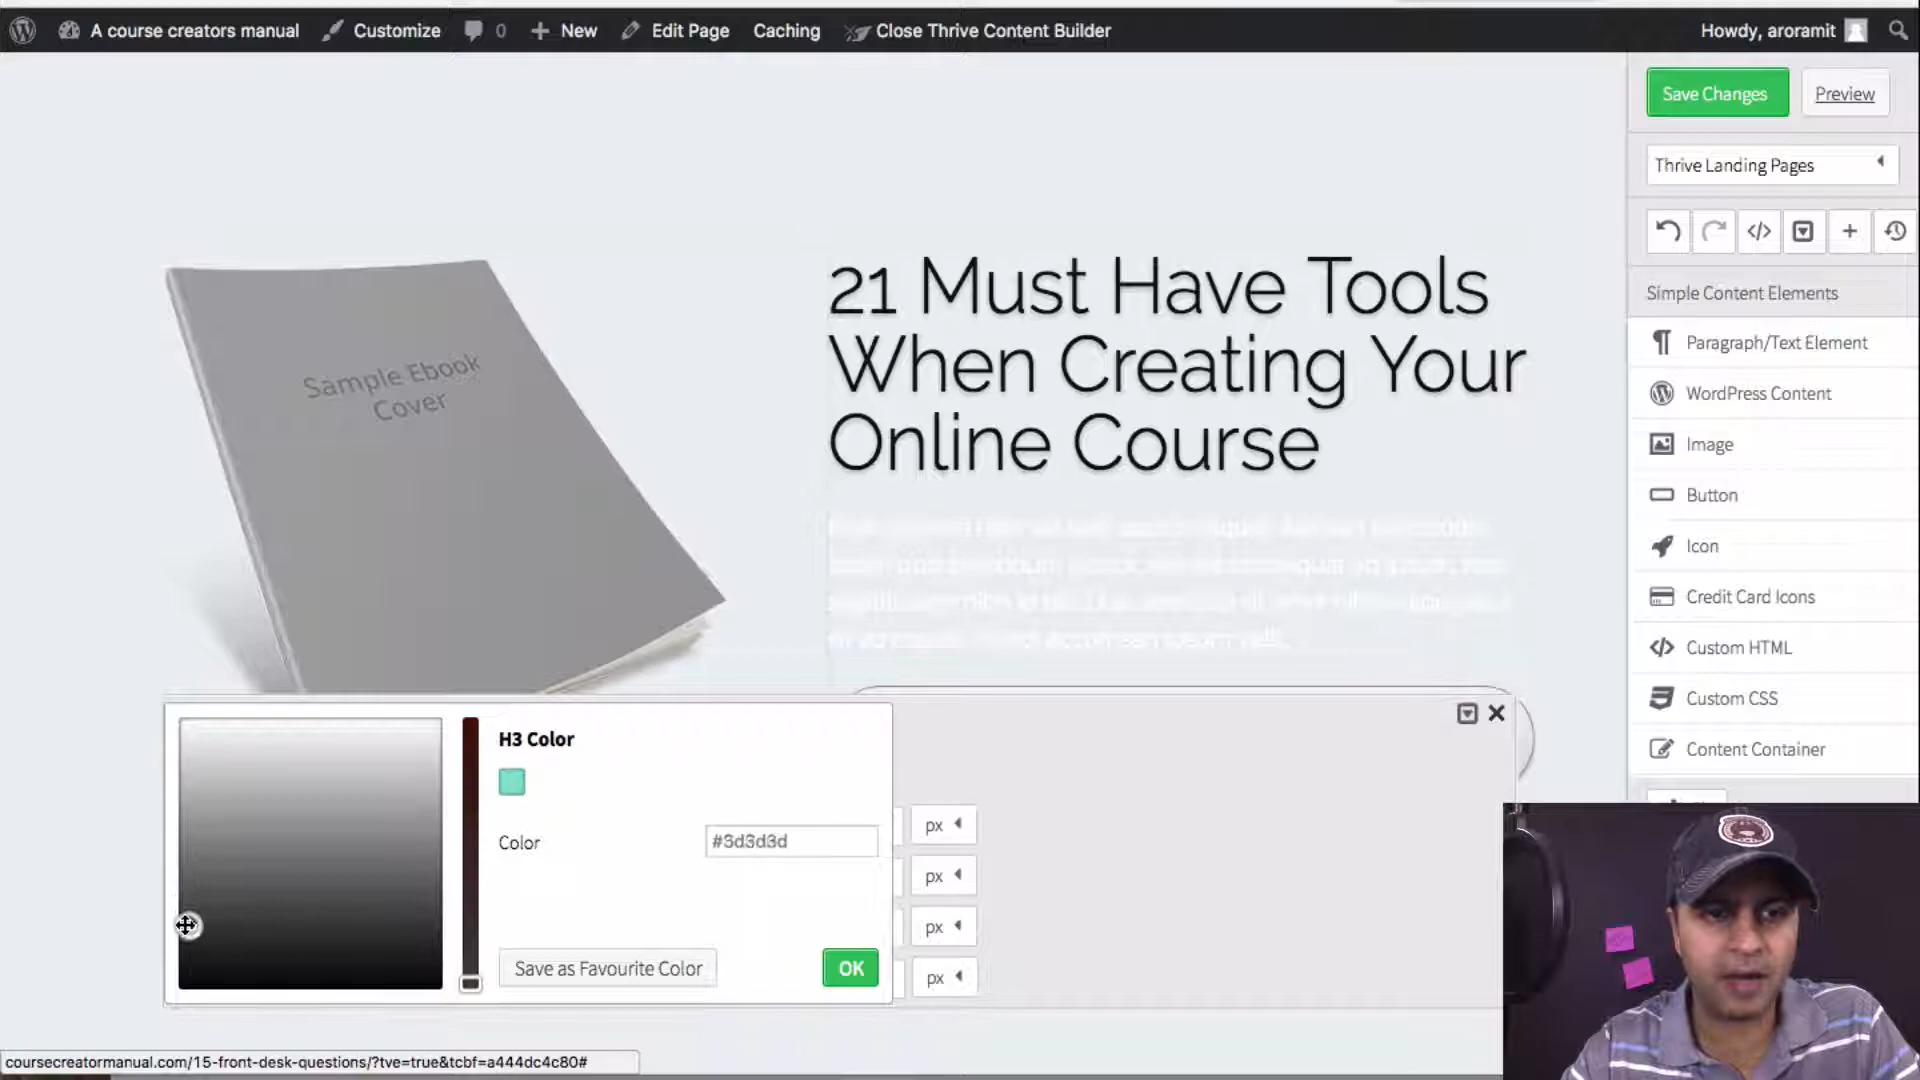 A course creators manual
Customize
0
New
Edit Page
Caching
Close Thrive Content Builder
Howdy, aroramit
Save Changes
Preview
Thrive Landing Pages
Simple Content Elements
Paragraph/Text Element
WordPress Content
Image
Button
Icon
Credit Card Icons
Custom HTML
Custom CSS
Content Container
Sample Ebook
Cover
21 Must Have Tools
When Creating Your
Online Course
H3 Color
Color
#3d3d3d
Save as Favourite Color
OK
px
px
px
px
coursecreatormanual.com/15-front-desk-questions/?tve=true&tcbf=a444dc4c80#